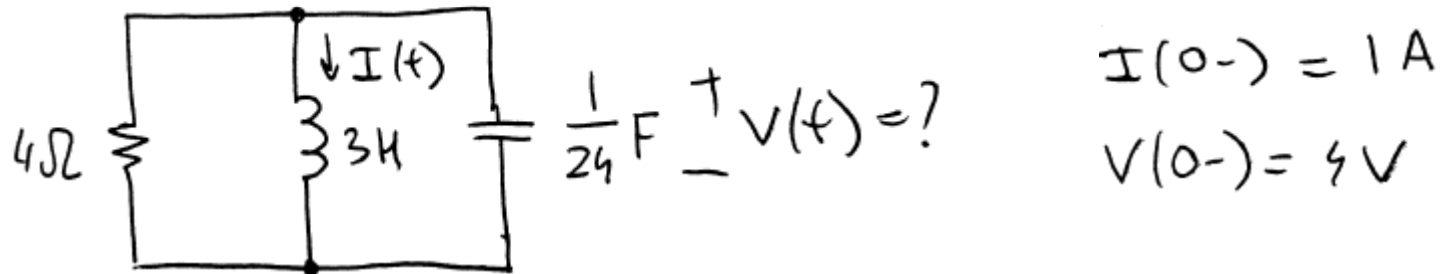 I(t)
4Ω
3H
1/24 F
+
-
V(t)=?
I(0-) = 1 A
V(0-) = 4 V